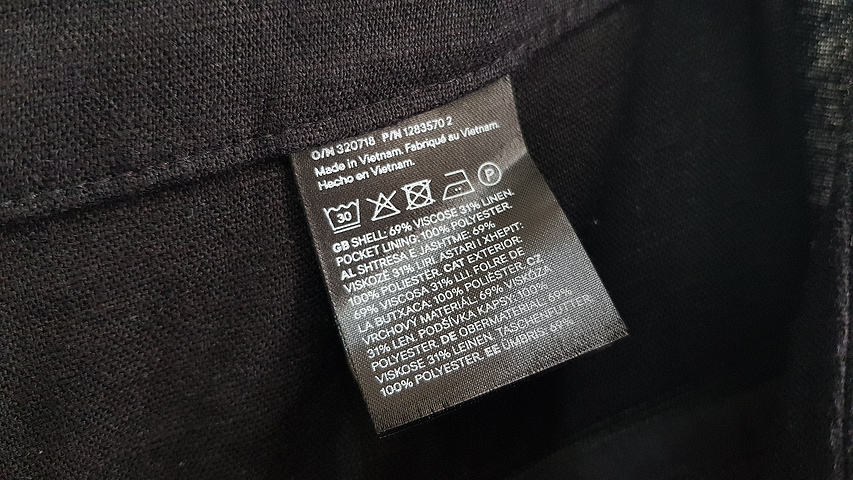 O/N 320718 P/N 1283570 2
Made in Vietnam. Fabriqué au Vietnam.
Hecho en Vietnam.
30 P
GB SHELL: 69% VISCOSE 31% LINEN.
POCKET LINING: 100% POLYESTER.
AL SHTRESA E JASHTME: 69%
VISKOZË 31% LIRI ASTARI I XHEPIT:
100% POLIESTËR. CAT EXTERIOR:
69% VISCOSA 31% LLI FOLRE DE
LA BUTXACA: 100% POLIÈSTER. CZ
VRCHOVÝ MATERIÁL: 69% VISKÓZA
31% LEN. PODŠÍVKA KAPSY: 100%
POLYESTER. DE OBERMATERIAL: 69%
VISKOSE 31% LEINEN. TASCHENFUTTER:
100% POLYESTER. EE ÜMBRIS: 69%